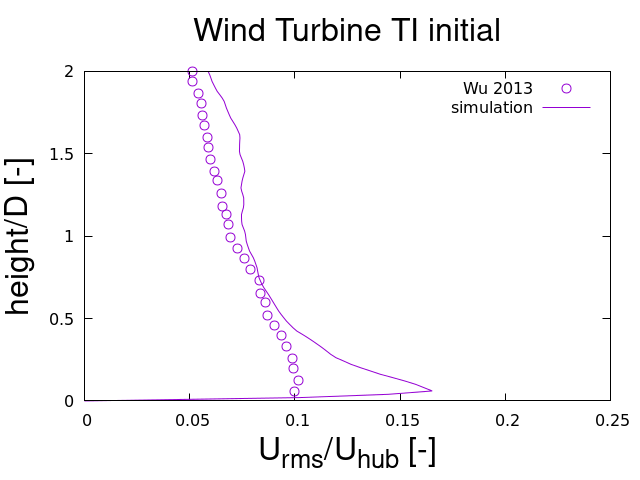 Wind Turbine TI initial
Wu 2013
simulation
2
1.5
1
0.5
0
height/D [-]
0 0.05 0.1 0.15 0.2 0.25
Urms/Uhub [-]